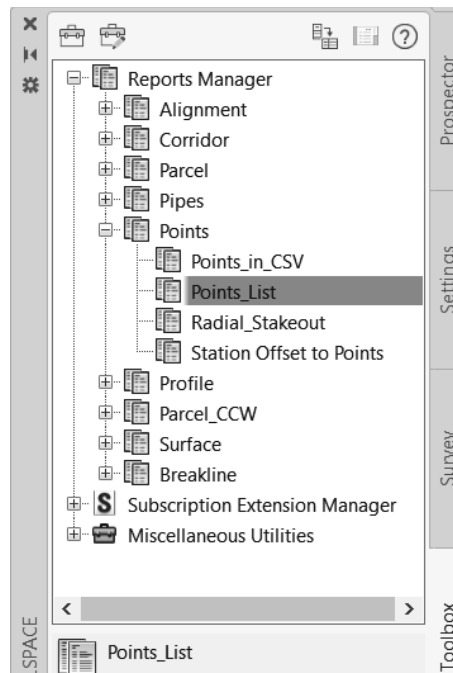 Reports Manager
Alignment
Corridor
Parcel
Pipes
Points
Points_in_CSV
Points_List
Radial_Stakeout
Station Offset to Points
Profile
Parcel_CCW
Surface
Breakline
S Subscription Extension Manager
Miscellaneous Utilities
Points_List
Prospector
Settings
Survey
Toolbox
LSPACE